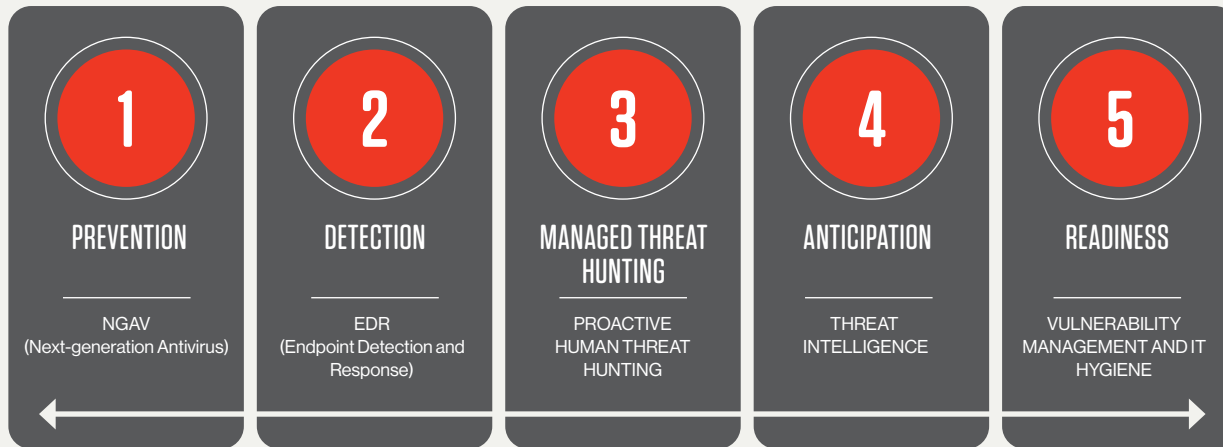 1
PREVENTION
NGAV
(Next-generation Antivirus)
2
DETECTION
EDR
(Endpoint Detection and
Response)
3
MANAGED THREAT
HUNTING
PROACTIVE
HUMAN THREAT
HUNTING
4
ANTICIPATION
THREAT
INTELLIGENCE
5
READINESS
VULNERABILITY
MANAGEMENT AND IT
HYGIENE